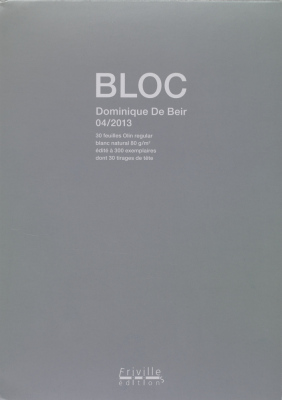 BLOC
Dominique De Beir
04/2013
30 feuilles Olin regular
blanc natural 80 g/m²
édité à 300 exemplaires
dont 30 tirages de tête
Friville
éditions